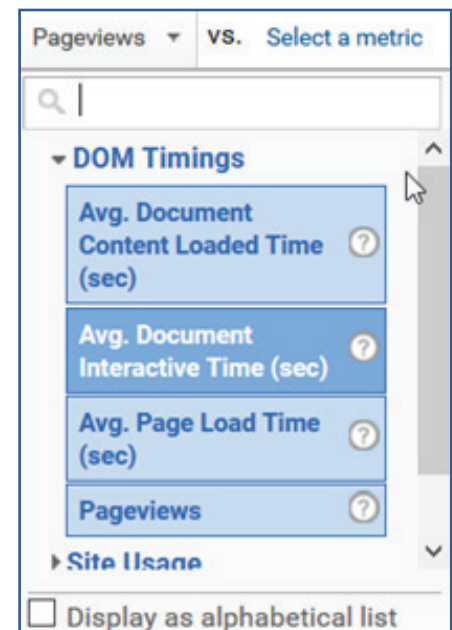 Pageviews VS. Select a metric
DOM Timings
Avg. Document
Content Loaded Time
(sec)
Avg. Document
Interactive Time (sec)
Avg. Page Load Time
(sec)
Pageviews
Site Usage
Display as alphabetical list